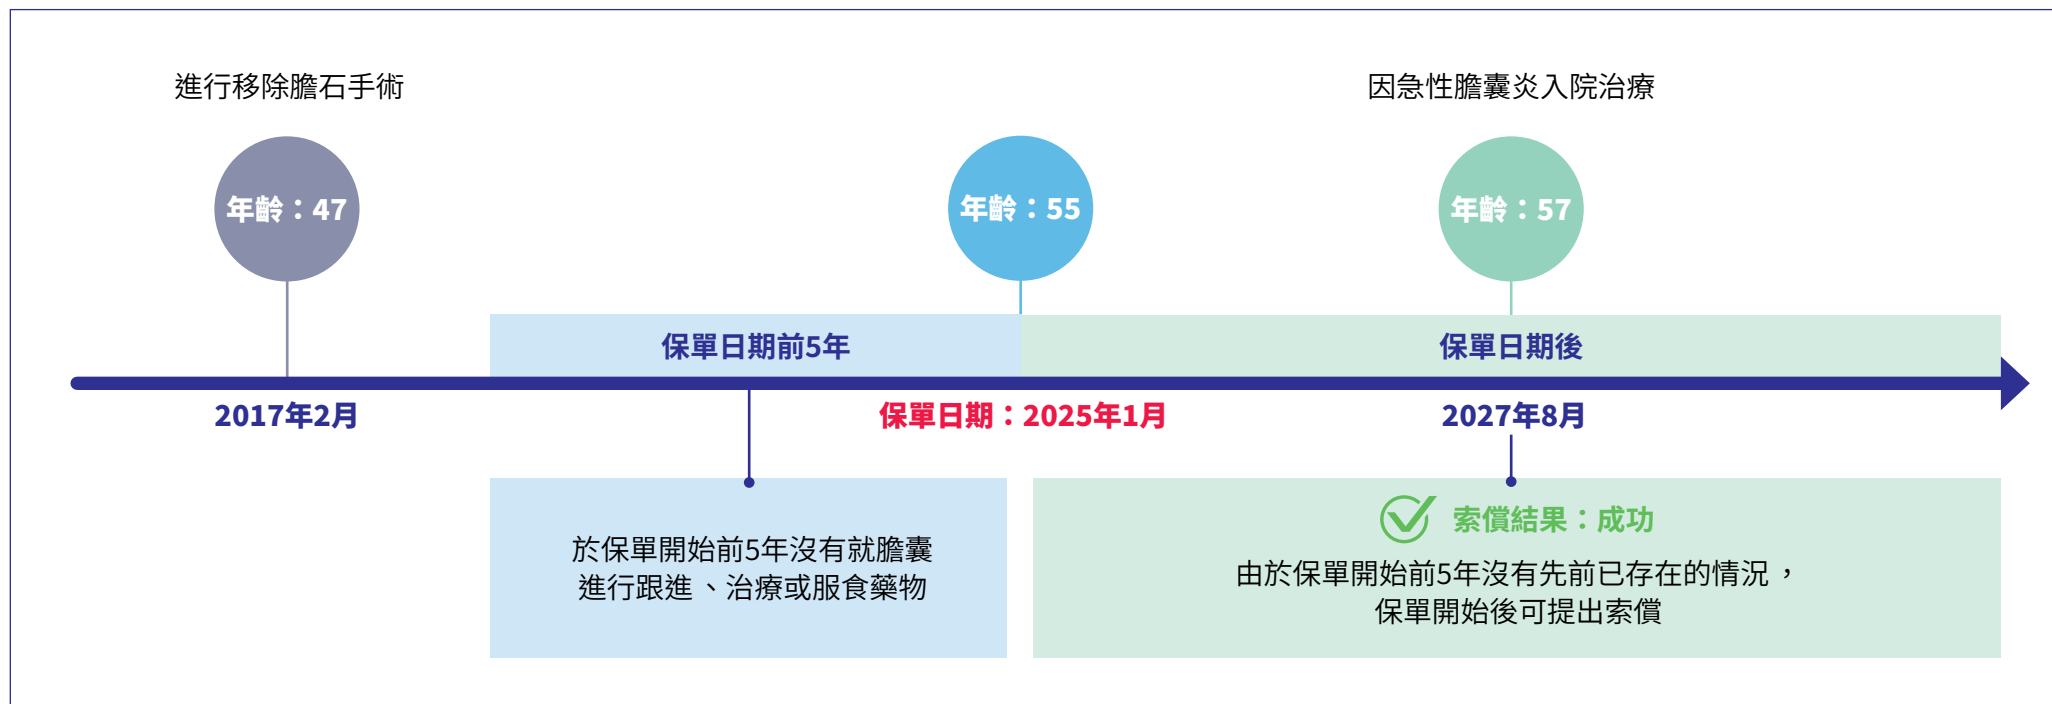 進行移除膽石手術
因急性膽囊炎入院治療
年齡：47
年齡：55
年齡：57
保單日期前5年
保單日期後
2017年2月
保單日期：2025年1月
2027年8月
於保單開始前5年沒有就膽囊
進行跟進、治療或服食藥物
索償結果：成功
由於保單開始前5年沒有先前已存在的情況，
保單開始後可提出索償